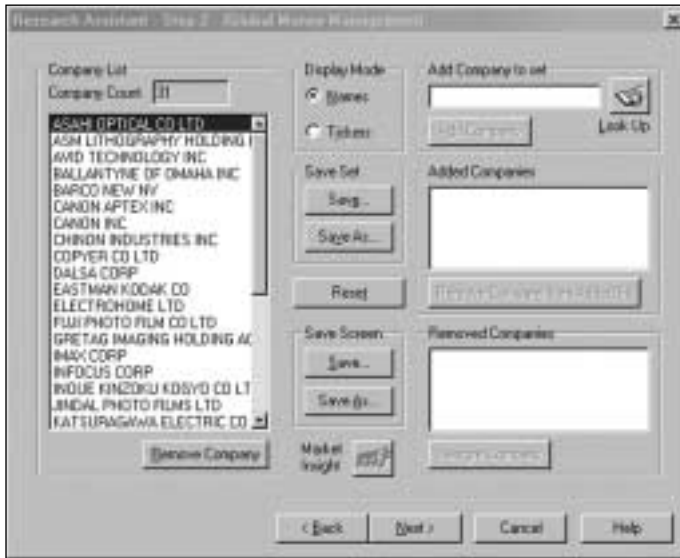 Research Assistant - Step 2 - Global Money Management
Company List
Company Count 31
ASAHI OPTICAL CO LTD
ASM LITHOGRAPHY HOLDING
AVID TECHNOLOGY INC
BALLANTYNE OF OMAHA INC
BARCO NEW NV
CANON APTEX INC
CANON INC
CHINON INDUSTRIES INC
COPYER CO LTD
DALSA CORP
EASTMAN KODAK CO
ELECTROHOME LTD
FUJI PHOTO FILM CO LTD
GRETAG IMAGING HOLDING AG
IMAX CORP
INFOCUS CORP
INOUE KINZOKU KOGYO CO LT
JINDAL PHOTO FILMS LTD
KATSURAGAWA ELECTRIC CO
Remove Company
Display Mode
Names
Tickers
Save Set
Save...
Save As...
Reset
Save Screen
Save...
Save As...
Market
Insight
Add Company to set
Look Up
Add Company
Added Companies
Removed Companies
< Back
Next >
Cancel
Help